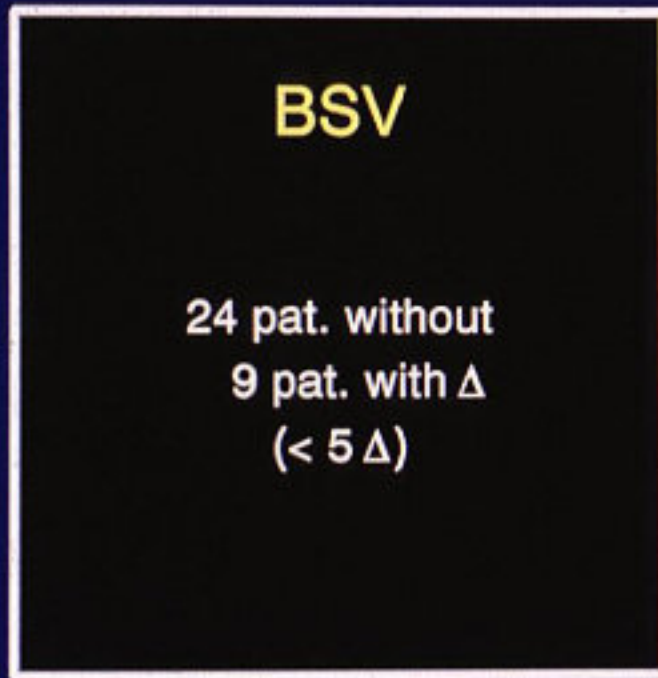 BSV
24 pat. without
9 pat. with Δ
(< 5 Δ)